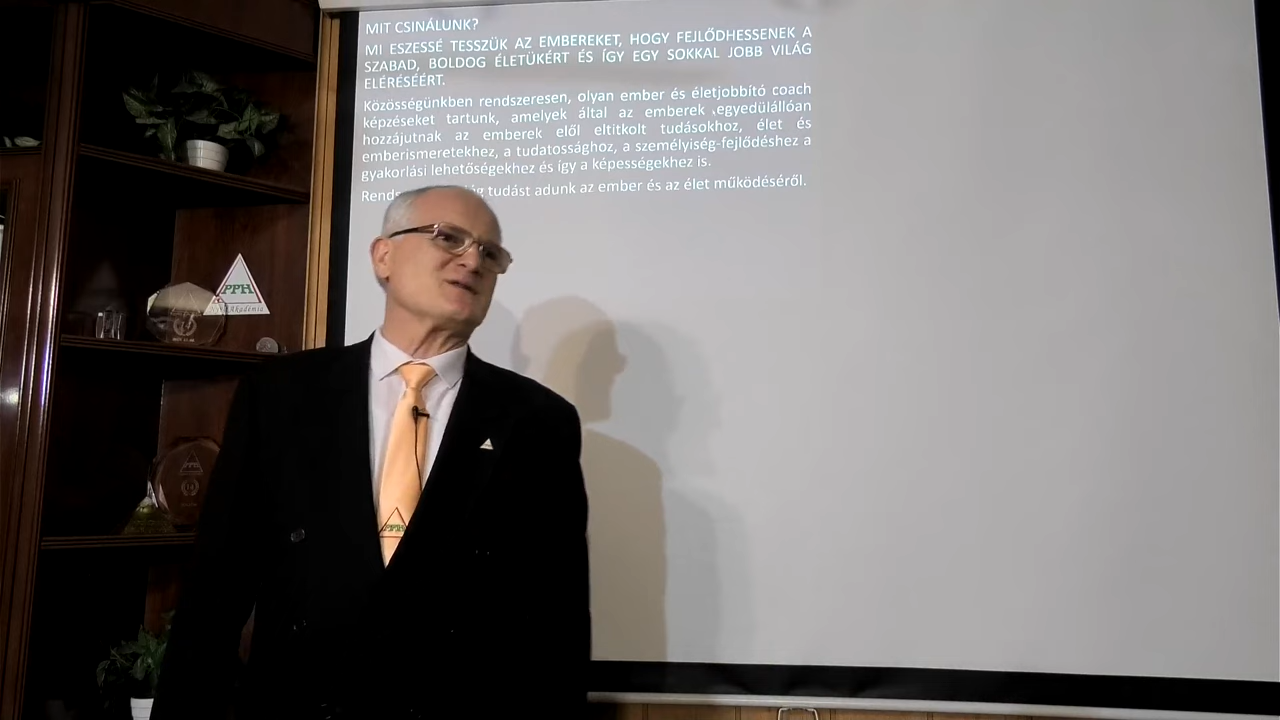 MIT CSINÁLUNK?
MI ESZESSÉ TESSZÜK AZ EMBEREKET, HOGY FEJLŐDHESSENEK A
SZABAD, BOLDOG ÉLETÜKÉRT ÉS ÍGY EGY SOKKAL JOBB VILÁG
ELÉRÉSÉÉRT.
Közösségünkben rendszeresen, olyan ember és életjobbító coach
képzéseket tartunk, amelyek által az emberek egyedülállóan
hozzájutnak az emberek elől eltitkolt tudásokhoz, élet és
emberismeretekhez, a tudatossághoz, a személyiség-fejlődéshez a
gyakorlási lehetőségekhez és így a képességekhez is.
tudást adunk az ember és az élet működéséről.
PPH
Akadémia
PPH